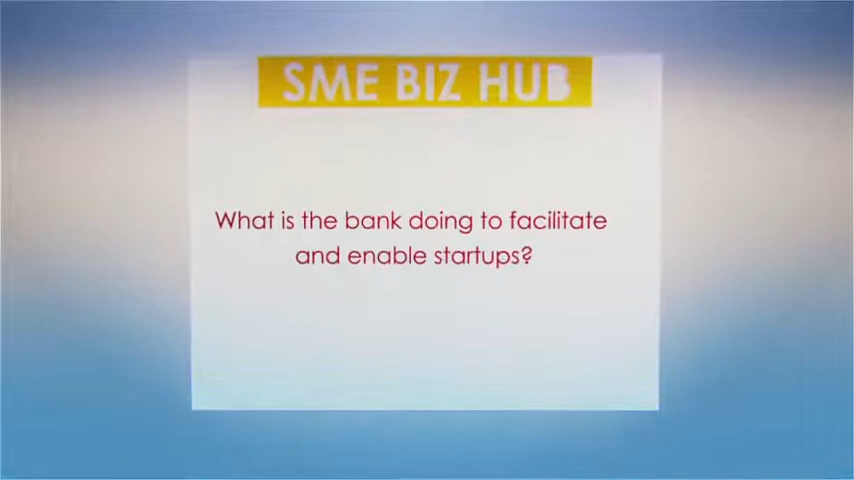 SME BIZ HUB
What is the bank doing to facilitate
and enable startups?